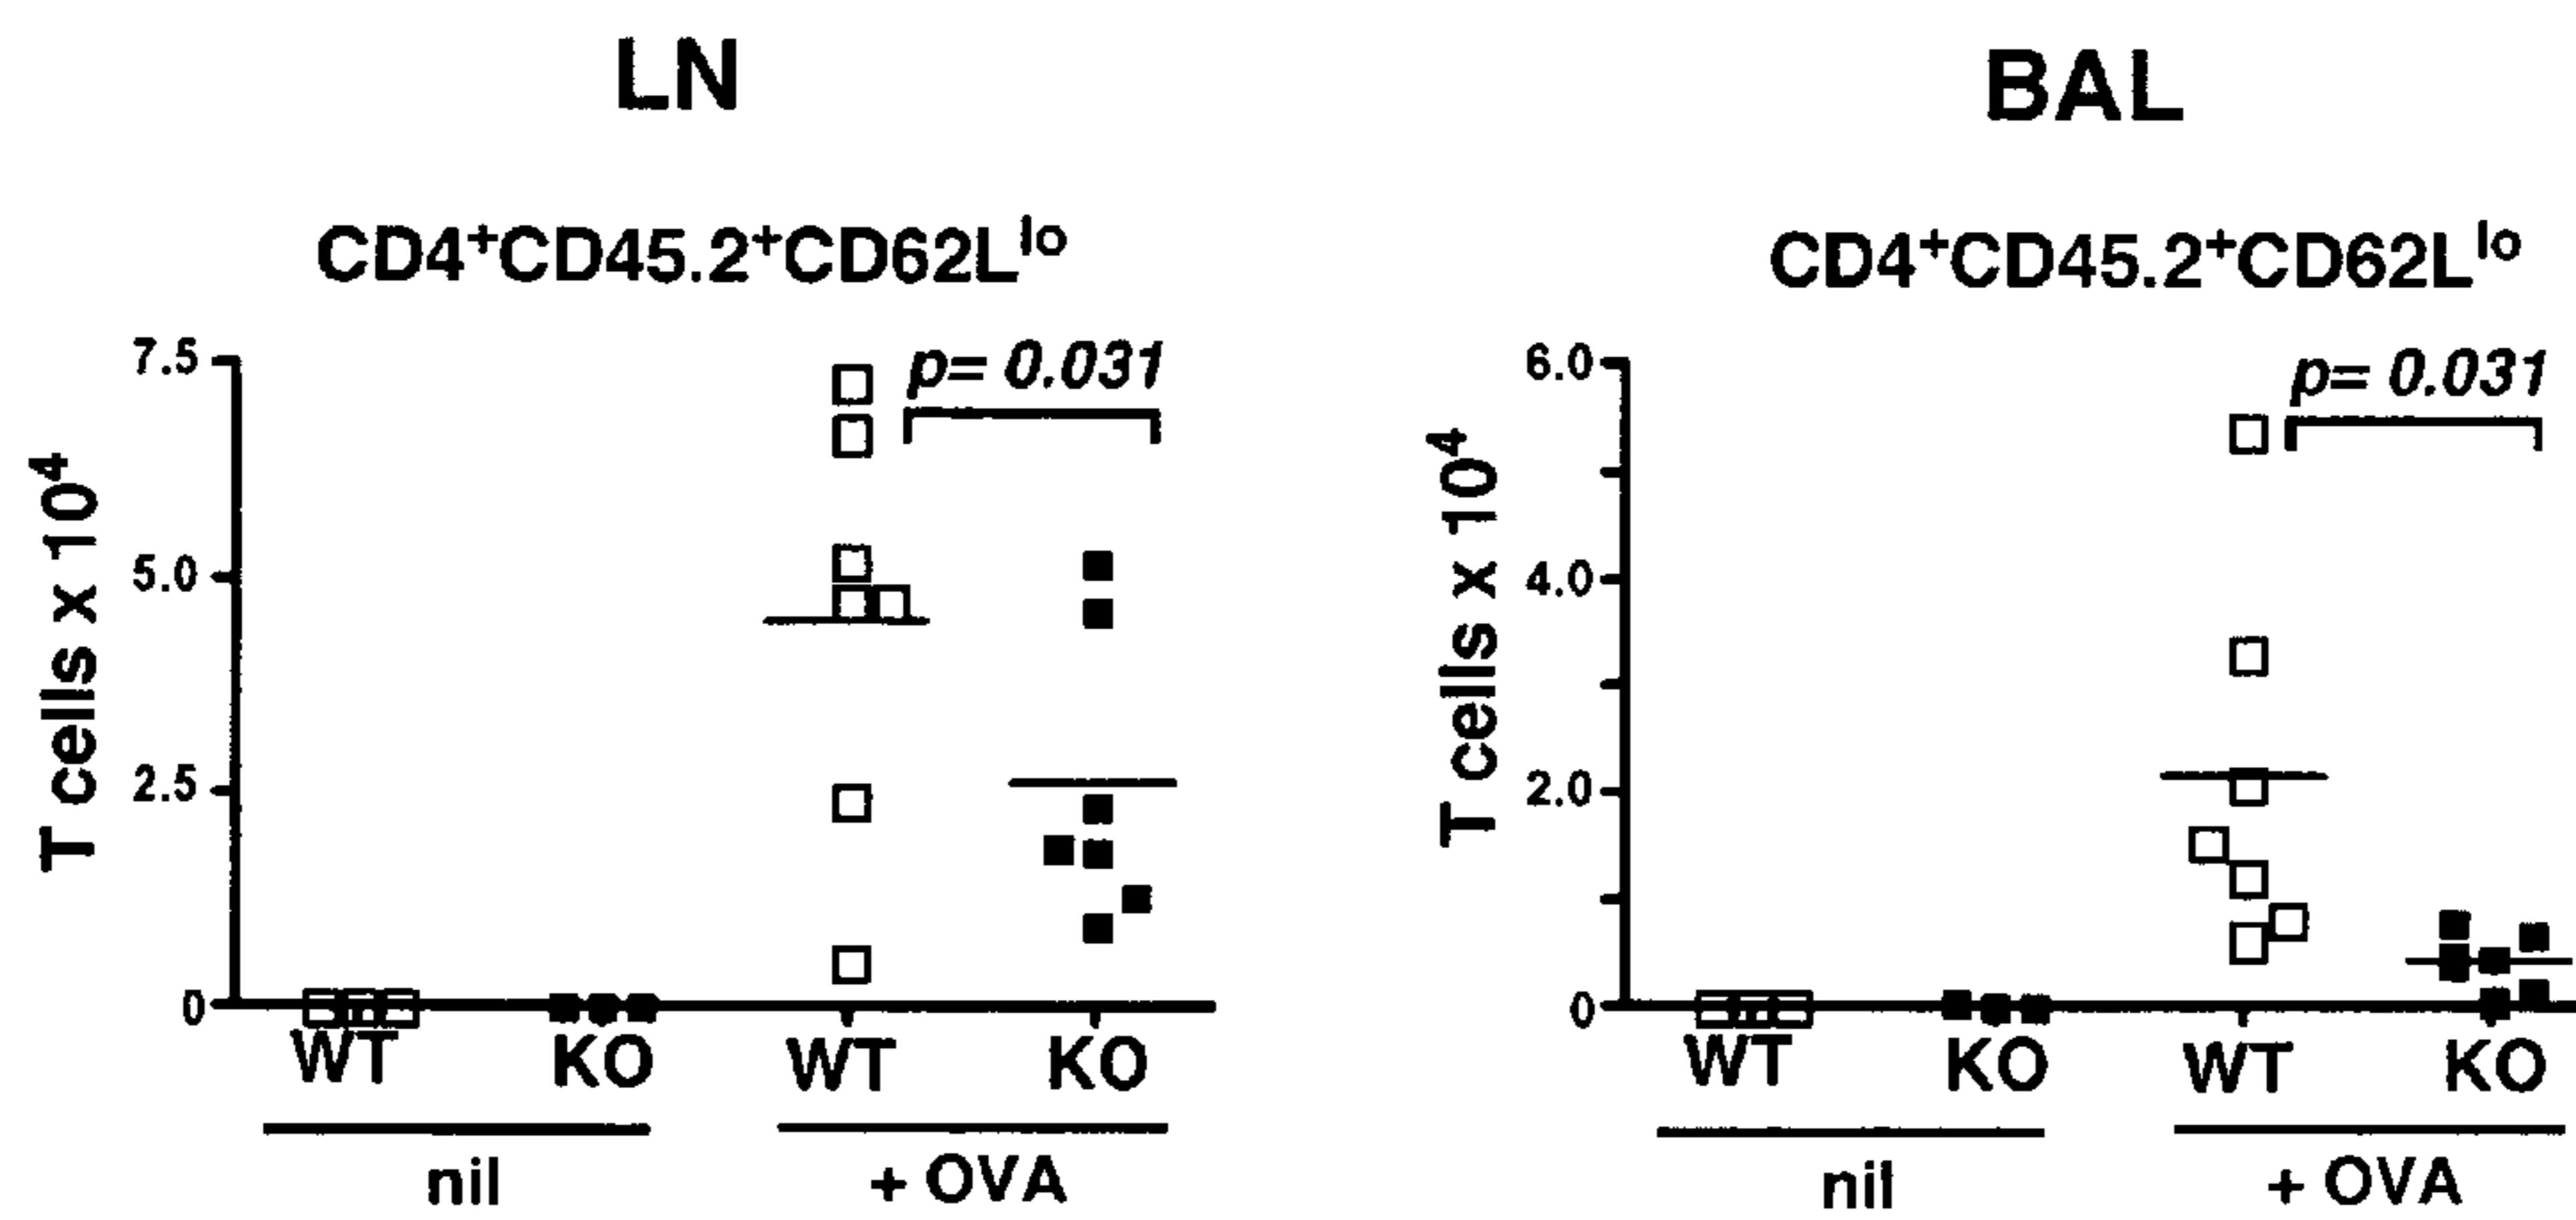 LN
CD4⁺CD45.2⁺CD62Lˡᵒ
p= 0.031
T cells x 10⁴
7.5
5.0
2.5
0
WT KO WT KO
nil + OVA
BAL
CD4⁺CD45.2⁺CD62Lˡᵒ
p= 0.031
T cells x 10⁴
6.0
4.0
2.0
0
WT KO WT KO
nil + OVA